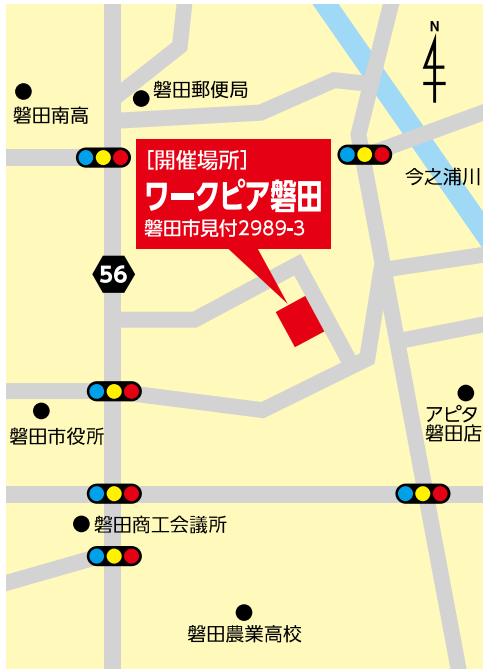 N
磐田郵便局
磐田南高
[開催場所]
ワークピア磐田
磐田市見付2989-3
今之浦川
56
アピタ
磐田店
磐田市役所
磐田商工会議所
磐田農業高校